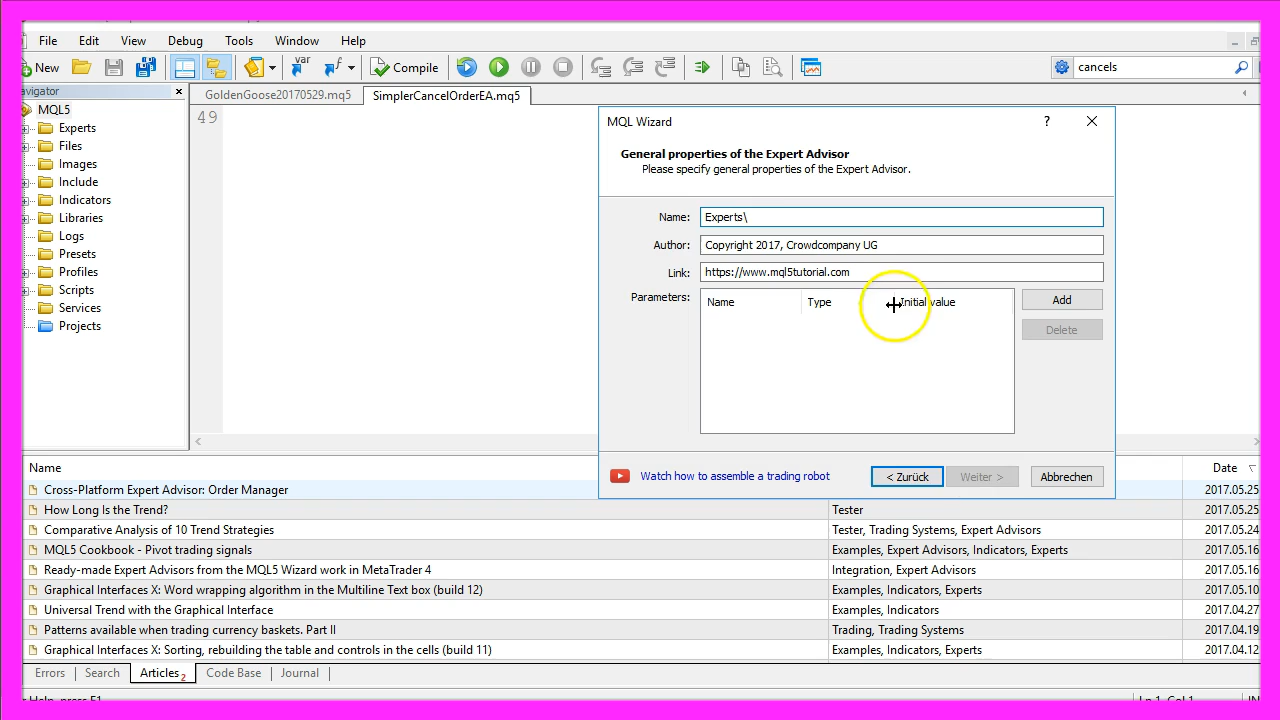 File Edit View Debug Tools Window Help
New var f Compile cancels
avigator
MQL5
Experts
Files
Images
Include
Indicators
Libraries
Logs
Presets
Profiles
Scripts
Services
Projects
GoldenGoose20170529.mq5 SimplerCancelOrderEA.mq5
49
MQL Wizard ?
General properties of the Expert Advisor
Please specify general properties of the Expert Advisor.
Name: Experts\
Author: Copyright 2017, Crowdcompany UG
Link: https://www.mql5tutorial.com
Parameters: Name Type Initial value Add
Delete
Watch how to assemble a trading robot < Zurück Weiter > Abbrechen
Name Date
Cross-Platform Expert Advisor: Order Manager 2017.05.25
How Long Is the Trend? Tester 2017.05.25
Comparative Analysis of 10 Trend Strategies Tester, Trading Systems, Expert Advisors 2017.05.24
MQL5 Cookbook - Pivot trading signals Examples, Expert Advisors, Indicators, Experts 2017.05.16
Ready-made Expert Advisors from the MQL5 Wizard work in MetaTrader 4 Integration, Expert Advisors 2017.05.16
Graphical Interfaces X: Word wrapping algorithm in the Multiline Text box (build 12) Examples, Indicators, Experts 2017.05.10
Universal Trend with the Graphical Interface Examples, Indicators 2017.04.27
Patterns available when trading currency baskets. Part II Trading, Trading Systems 2017.04.19
Graphical Interfaces X: Sorting, rebuilding the table and controls in the cells (build 11) Examples, Indicators, Experts 2017.04.12
Errors Search Articles 2 Code Base Journal
r Help, press F1 Ln 1, Col 1 IN